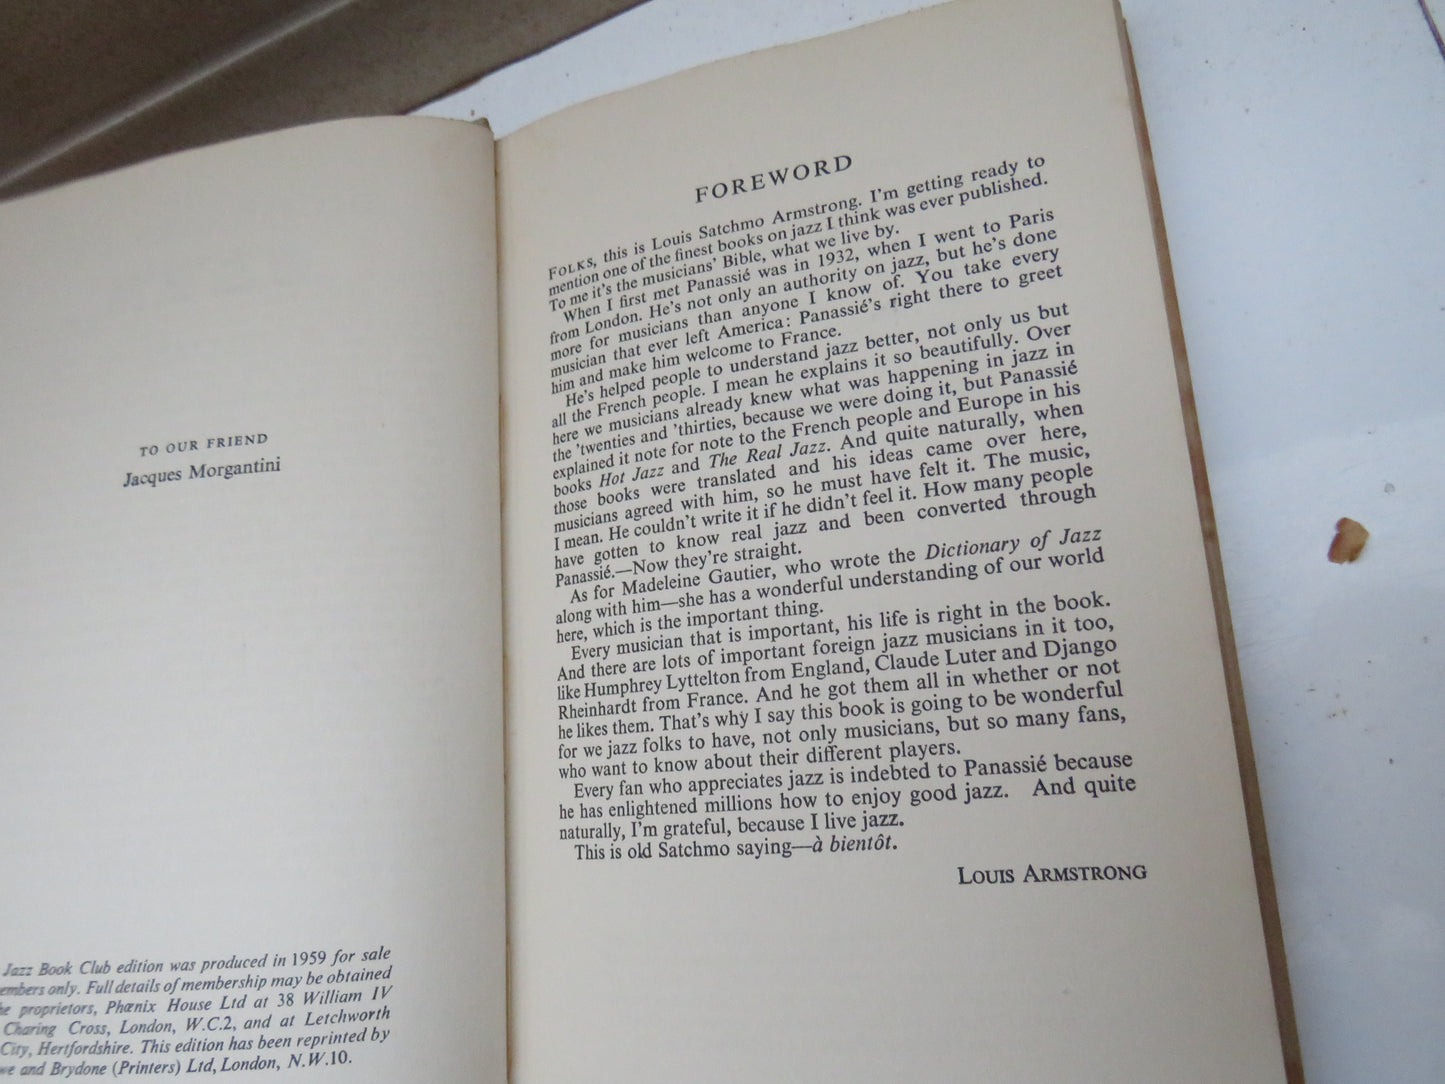 TO OUR FRIEND
Jacques Morgantini
Jazz Book Club edition was produced in 1959 for sale
embers only. Full details of membership may be obtained
he proprietors, Phœnix House Ltd at 38 William IV
Charing Cross, London, W.C.2, and at Letchworth
City, Hertfordshire. This edition has been reprinted by
we and Brydone (Printers) Ltd, London, N.W.10.
FOREWORD
FOLKS, this is Louis Satchmo Armstrong. I'm getting ready to
mention one of the finest books on jazz I think was ever published.
To me it's the musicians' Bible, what we live by.
When I first met Panassié was in 1932, when I went to Paris
from London. He's not only an authority on jazz, but he's done
more for musicians than anyone I know of. You take every
musician that ever left America: Panassié's right there to greet
him and make him welcome to France.
He's helped people to understand jazz better, not only us but
all the French people. I mean he explains it so beautifully. Over
here we musicians already knew what was happening in jazz in
the 'twenties and 'thirties, because we were doing it, but Panassié
explained it note for note to the French people and Europe in his
books Hot Jazz and The Real Jazz. And quite naturally, when
those books were translated and his ideas came over here,
musicians agreed with him, so he must have felt it. The music,
I mean. He couldn't write it if he didn't feel it. How many people
have gotten to know real jazz and been converted through
Panassié.—Now they're straight.
As for Madeleine Gautier, who wrote the Dictionary of Jazz
along with him—she has a wonderful understanding of our world
here, which is the important thing.
Every musician that is important, his life is right in the book.
And there are lots of important foreign jazz musicians in it too,
like Humphrey Lyttelton from England, Claude Luter and Django
Rheinhardt from France. And he got them all in whether or not
he likes them. That's why I say this book is going to be wonderful
for we jazz folks to have, not only musicians, but so many fans,
who want to know about their different players.
Every fan who appreciates jazz is indebted to Panassié because
he has enlightened millions how to enjoy good jazz. And quite
naturally, I'm grateful, because I live jazz.
This is old Satchmo saying—à bientôt.
LOUIS ARMSTRONG